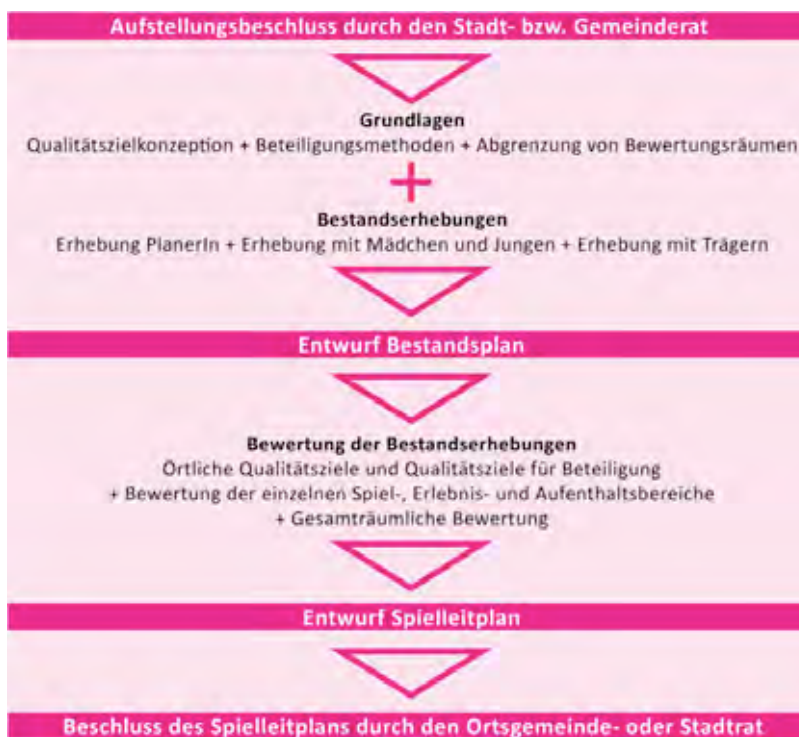 Aufstellungsbeschluss durch den Stadt- bzw. Gemeinderat
Grundlagen
Qualitätszielkonzeption + Beteiligungsmethoden + Abgrenzung von Bewertungsräumen
+
Bestandserhebungen
Erhebung PlanerIn + Erhebung mit Mädchen und Jungen + Erhebung mit Trägern
Entwurf Bestandsplan
Bewertung der Bestandserhebungen
Örtliche Qualitätsziele und Qualitätsziele für Beteiligung
+ Bewertung der einzelnen Spiel-, Erlebnis- und Aufenthaltsbereiche
+ Gesamträumliche Bewertung
Entwurf Spielleitplan
Beschluss des Spielleitplans durch den Ortsgemeinde- oder Stadtrat